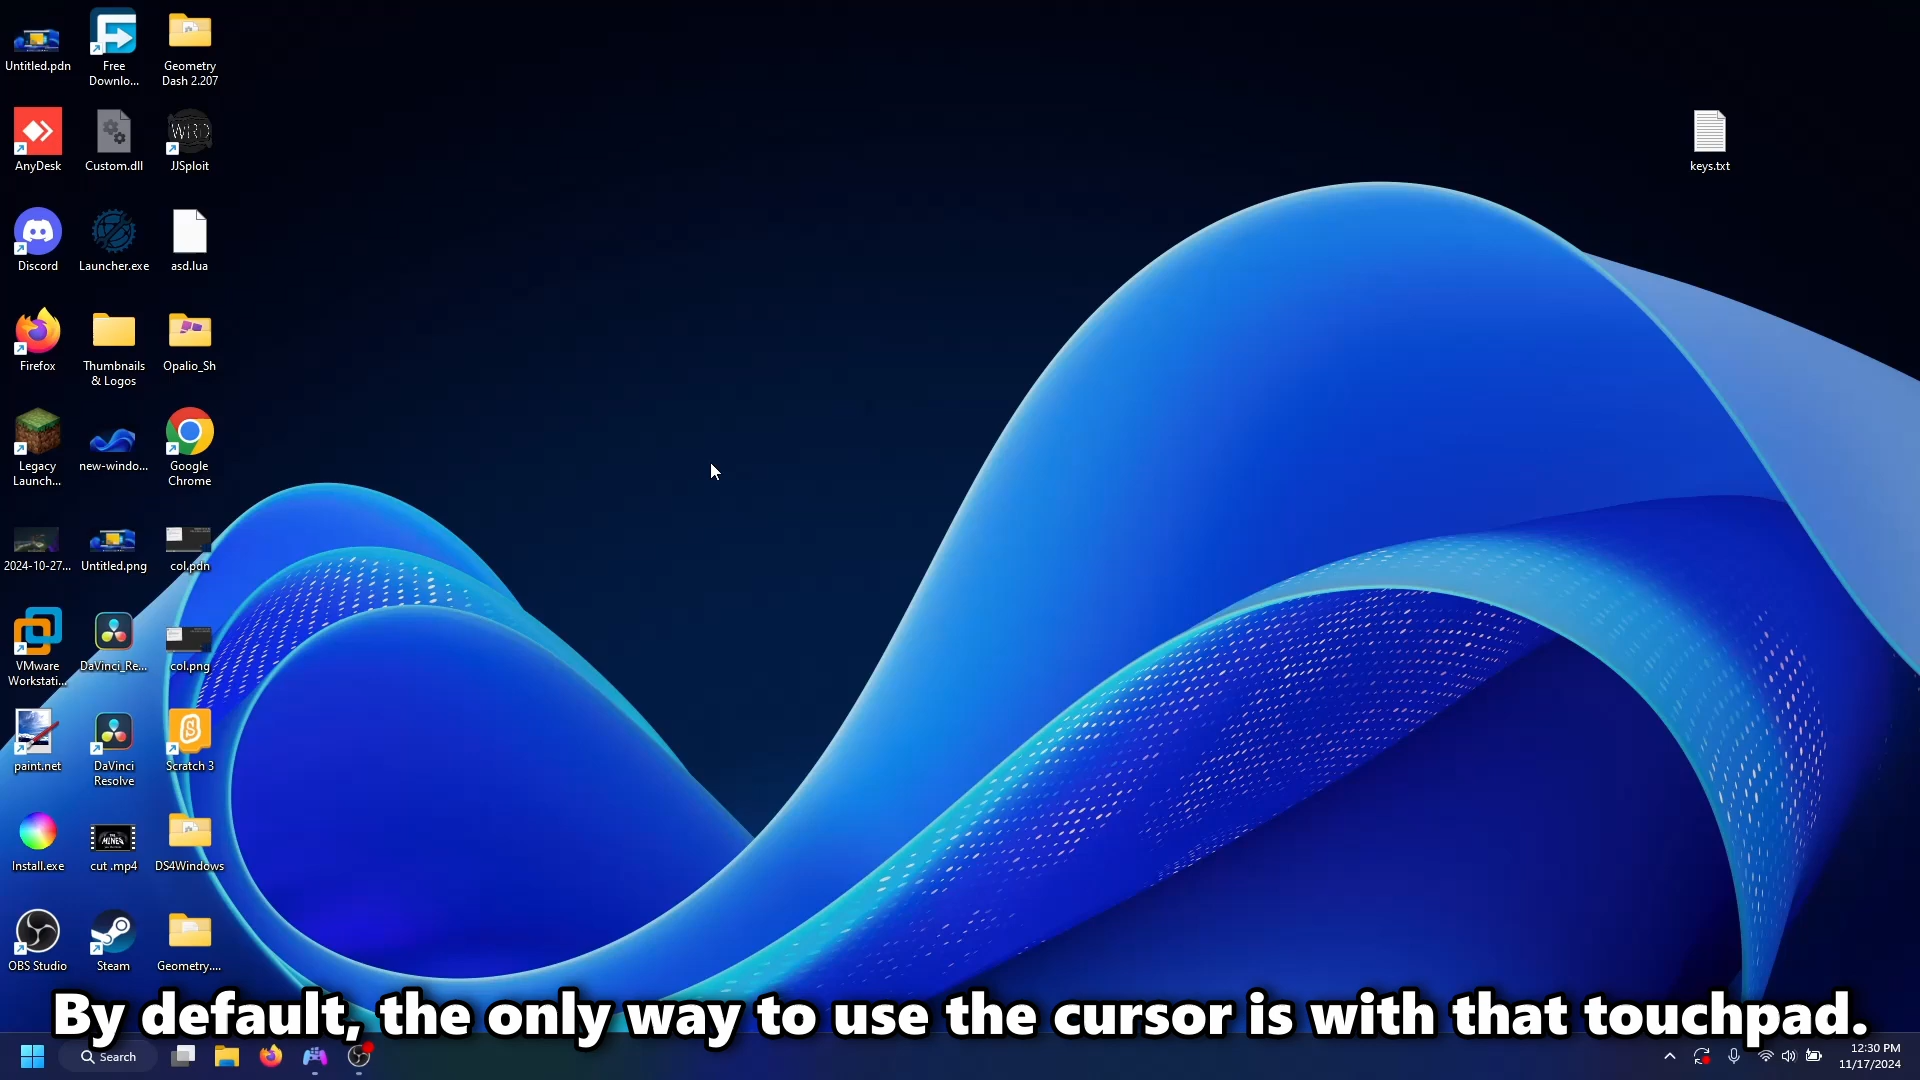 Untitled.pdn
Free
Downlo...
Geometry
Dash 2.207
AnyDesk
Custom.dll
WRD
JJSploit
keys.txt
Discord
Launcher.exe
asd.lua
Firefox
Thumbnails
& Logos
Opalio_Sh
Legacy
Launch...
new-windo...
Google
Chrome
2024-10-27...
Untitled.png
col.pdn
VMware
Workstati...
DaVinci_Re...
col.png
paint.net
DaVinci
Resolve
Scratch 3
Install.exe
MINES
cut .mp4
DS4Windows
OBS Studio
Steam
Geometry....
By default, the only way to use the cursor is with that touchpad.
Search
12:30 PM
11/17/2024